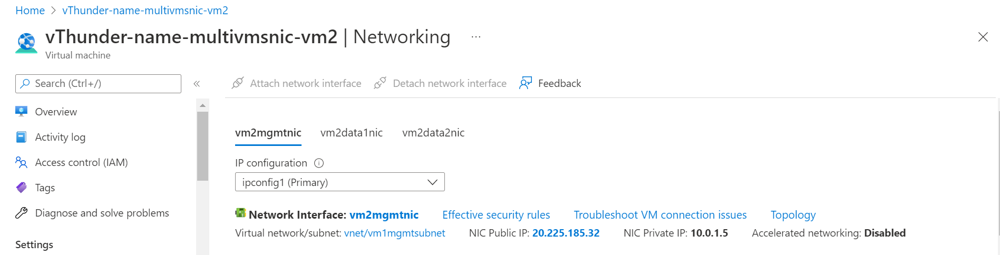 Home > vThunder-name-multivmsnic-vm2
vThunder-name-multivmsnic-vm2 | Networking ...
Virtual machine
Search (Ctrl+/) «
Attach network interface Detach network interface Feedback
Overview
Activity log
Access control (IAM)
Tags
Diagnose and solve problems
Settings
vm2mgmtnic vm2data1nic vm2data2nic
IP configuration
ipconfig1 (Primary)
Network Interface: vm2mgmtnic Effective security rules Troubleshoot VM connection issues Topology
Virtual network/subnet: vnet/vm1mgmtsubnet NIC Public IP: 20.225.185.32 NIC Private IP: 10.0.1.5 Accelerated networking: Disabled